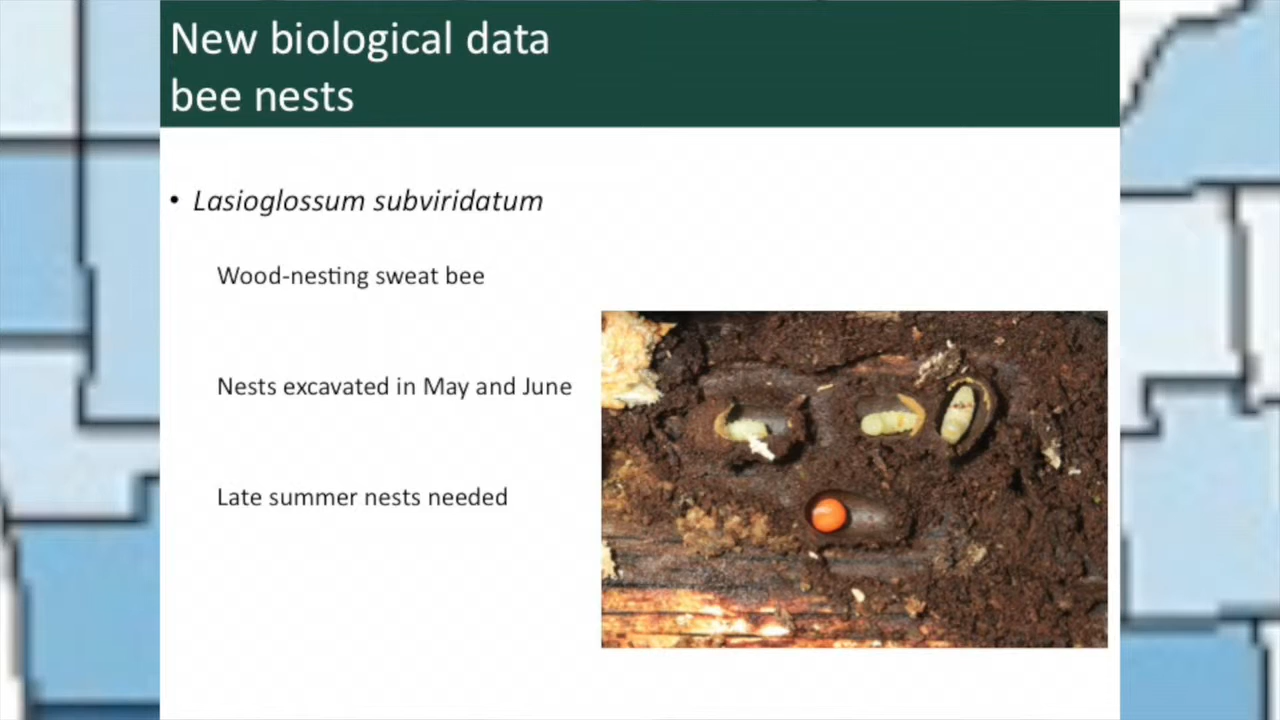 New biological data
bee nests
• Lasioglossum subviridatum
Wood-nesting sweat bee
Nests excavated in May and June
Late summer nests needed